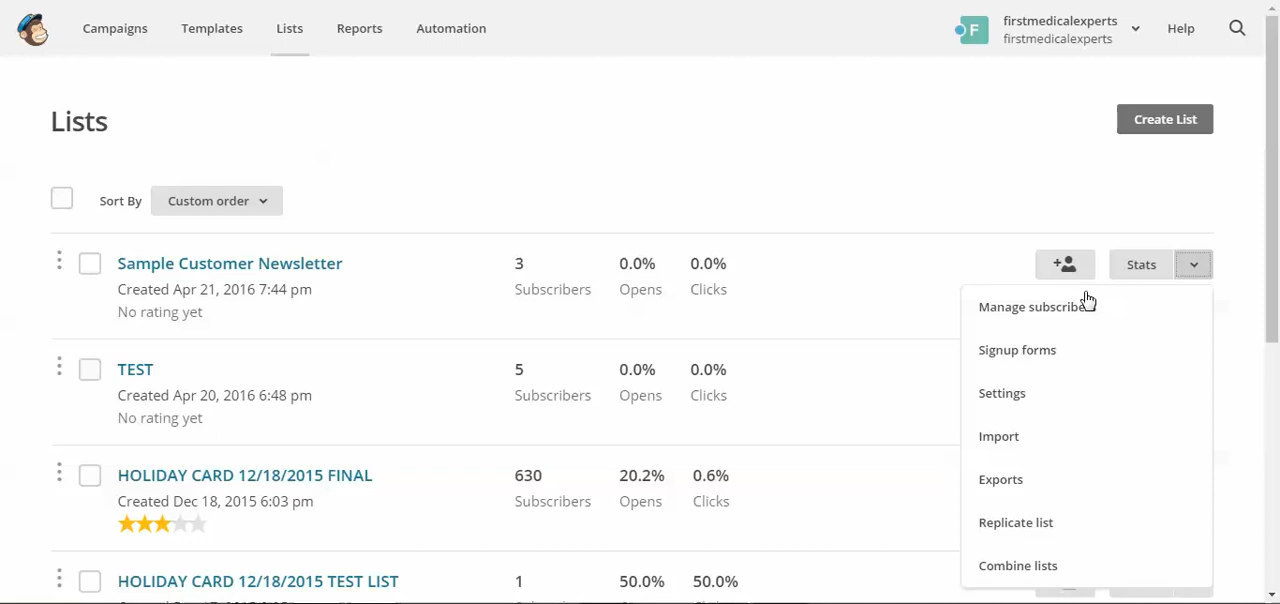 Campaigns Templates Lists Reports Automation
F firstmedicalexperts
firstmedicalexperts
Help
Lists
Create List
Sort By Custom order
Sample Customer Newsletter 3 0.0% 0.0% Stats
Created Apr 21, 2016 7:44 pm Subscribers Opens Clicks
No rating yet
Manage subscribe
Signup forms
Settings
Import
Exports
Replicate list
Combine lists
TEST 5 0.0% 0.0%
Created Apr 20, 2016 6:48 pm Subscribers Opens Clicks
No rating yet
HOLIDAY CARD 12/18/2015 FINAL 630 20.2% 0.6%
Created Dec 18, 2015 6:03 pm Subscribers Opens Clicks
HOLIDAY CARD 12/18/2015 TEST LIST 1 50.0% 50.0%